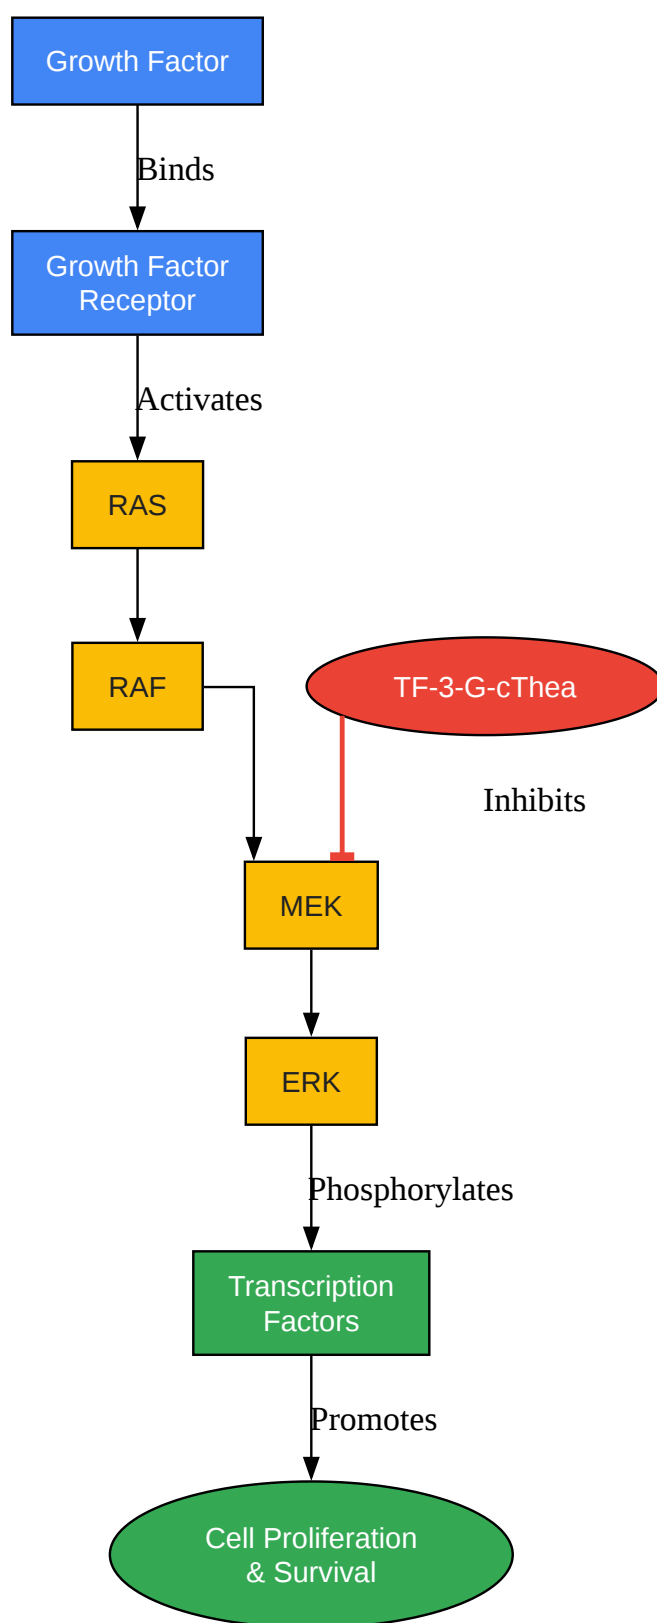 Growth Factor
Binds
Growth Factor
Receptor
Activates
RAS
RAF
TF-3-G-cThea
Inhibits
MEK
ERK
Phosphorylates
Transcription
Factors
Promotes
Cell Proliferation
& Survival